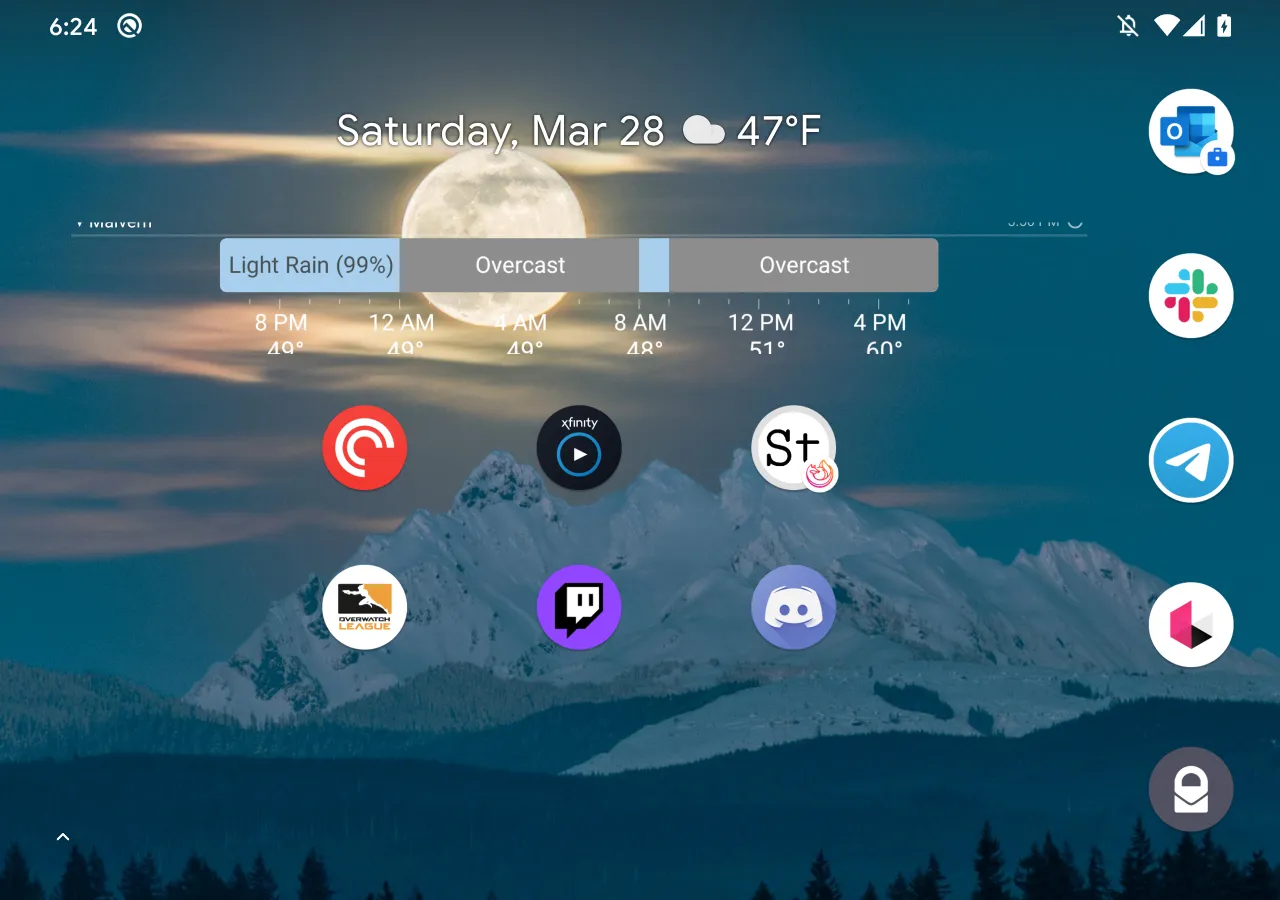 6:24
Saturday, Mar 28 47°F
Malvern
Light Rain (99%) Overcast Overcast
8 PM 12 AM 4 AM 8 AM 12 PM 4 PM
49° 49° 49° 48° 51° 60°
xfinity
St
OVERWATCH
LEAGUE
O